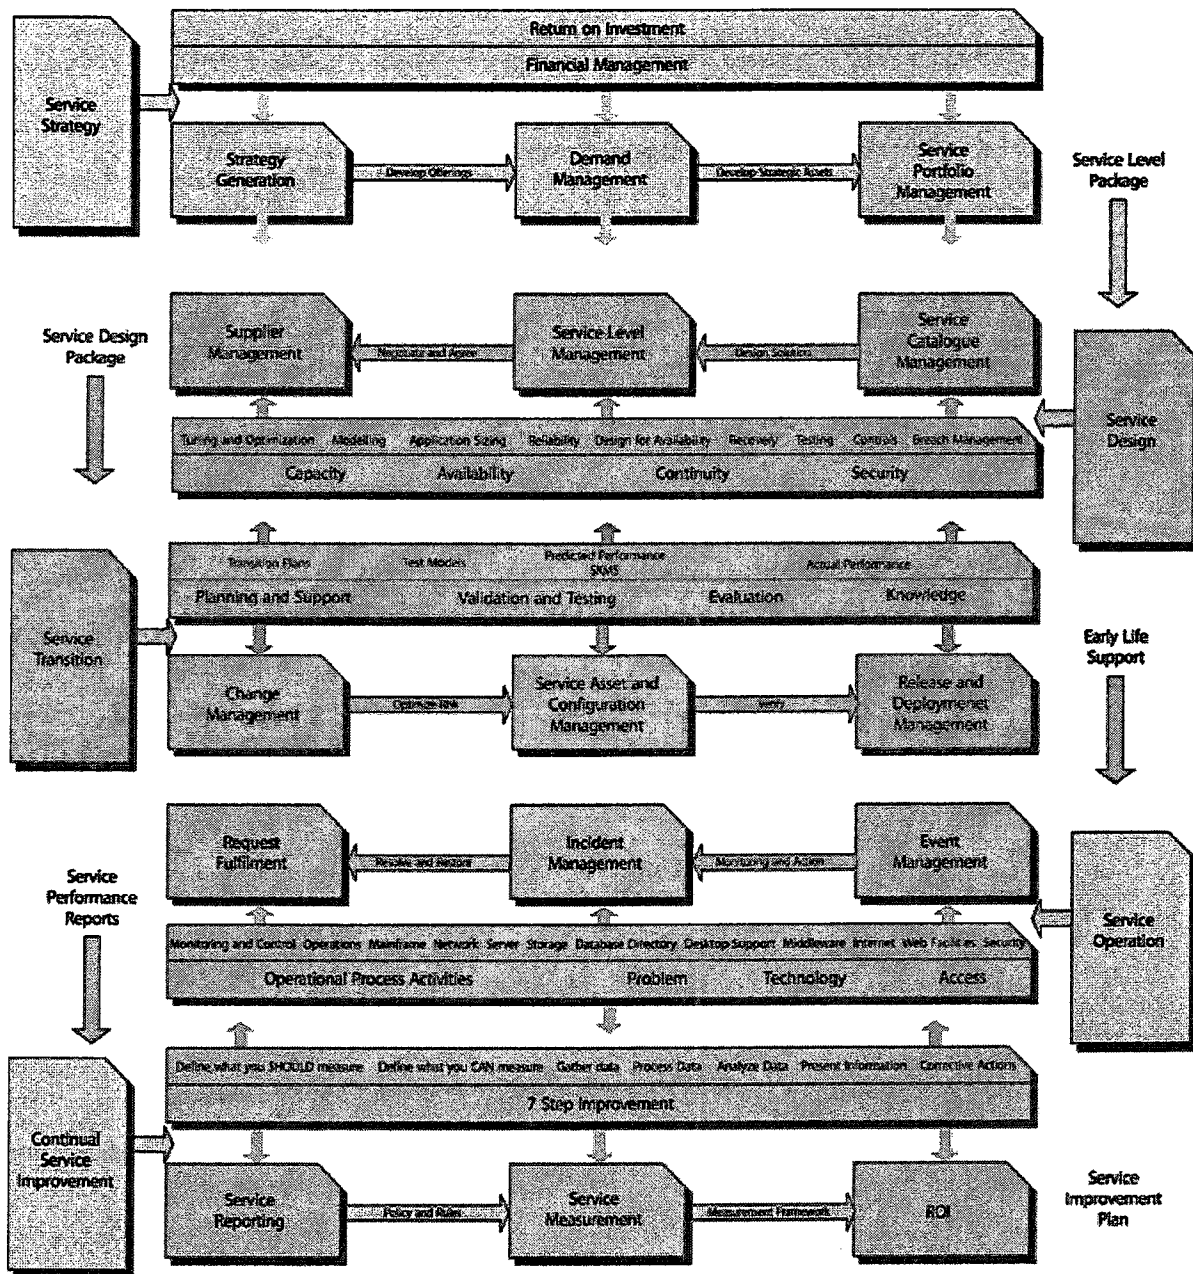 Return on Investment
Financial Management
Service
Strategy
Strategy
Generation
Develop Offerings
Demand
Management
Develop Strategic Assets
Service
Portfolio
Management
Service Level
Package
Service Design
Package
Supplier
Management
Negotiate and Agree
Service Level
Management
Design Solution
Service
Catalogue
Management
Tuning and Optimization Modelling Application Sizing Reliability Design for Availability Recovery Testing Controls Breach Management
Capacity Availability Continuity Security
Service
Design
Transition Plans Test Models Predicted Performance Actual Performance
SKMS
Planning and Support Validation and Testing Evaluation Knowledge
Service
Transition
Early Life
Support
Change
Management
Optimize Risk
Service Asset and
Configuration
Management
Verify
Release and
Deploymenet
Management
Request
Fulfilment
Resolve and Restore
Incident
Management
Monitoring and Action
Event
Management
Service
Performance
Reports
Monitoring and Control Operations Mainframe Network Server Storage Database Directory Desktop Support Middleware Internet Web Facilities Security
Operational Process Activities Problem Technology Access
Service
Operation
Define what you SHOULD measure Define what you CAN measure Gather data Process Data Analyze Data Present Information Corrective Actions
7 Step Improvement
Continual
Service
Improvement
Service
Reporting
Policy and Rules
Service
Measurement
Measurement Framework
ROI
Service
Improvement
Plan